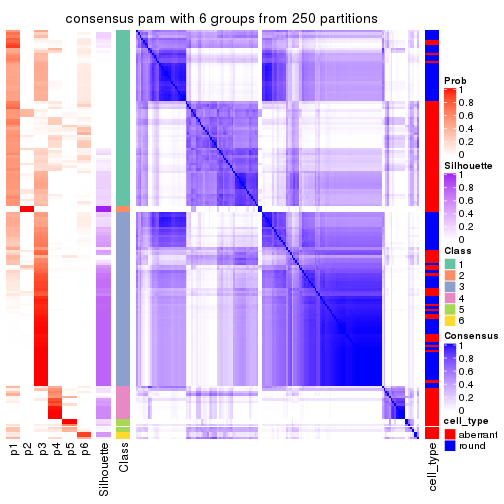 consensus pam with 6 groups from 250 partitions
Prob
1
0.8
0.6
0.4
0.2
0
Silhouette
1
0.8
0.6
0.4
0.2
0
Class
1
2
3
4
5
6
Consensus
1
0.8
0.6
0.4
0.2
0
cell_type
aberrant
round
p1
p2
p3
p4
p5
p6
Silhouette
Class
cell_type